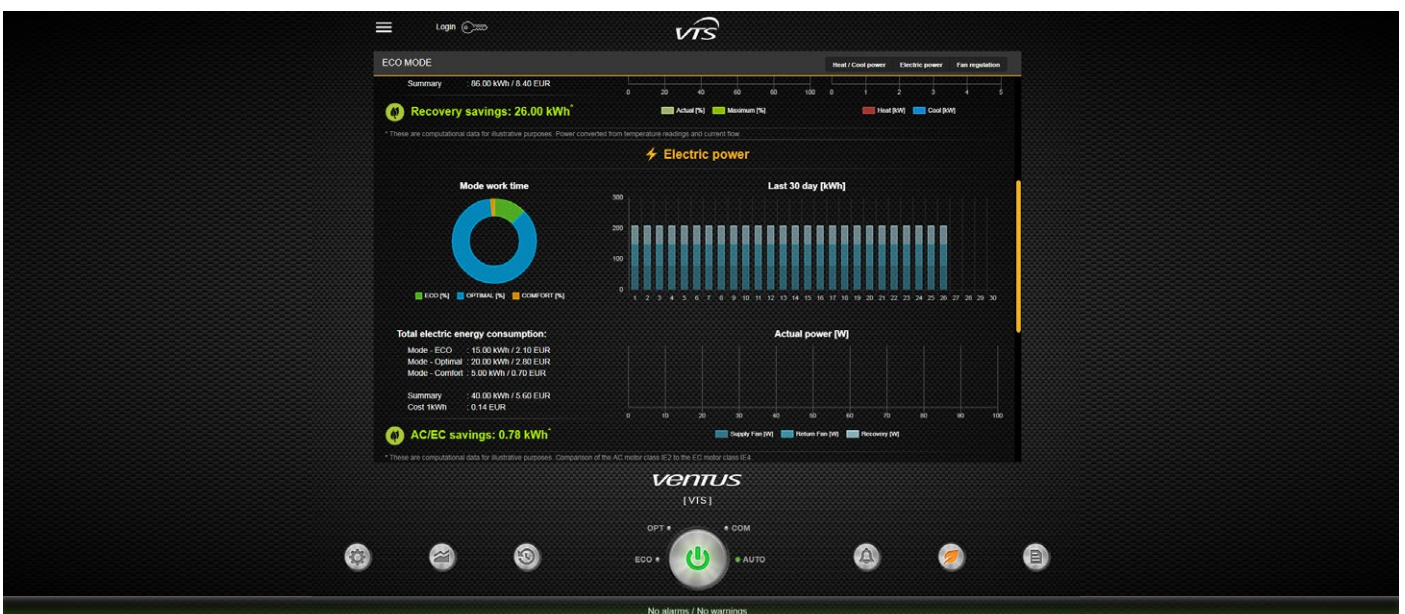 Login
VTS
ECO MODE
Heat / Cool power Electric power Fan regulation
Summary : 86.00 kWh / 8.40 EUR
0 20 40 60 60 100 0 1 2 3 4 5
Recovery savings: 26.00 kWh*
Actual [%] Maximum [%] Heat [kW] Cool [kW]
* These are computational data for illustrative purposes. Power converted from temperature readings and current flow.
Electric power
Mode work time
Last 30 day [kWh]
300
200
100
0
1 2 3 4 5 6 7 8 9 10 11 12 13 14 15 16 17 18 19 20 21 22 23 24 25 26 27 28 29 30
ECO [%] OPTIMAL [%] COMFORT [%]
Total electric energy consumption:
Mode - ECO : 15.00 kWh / 2.10 EUR
Mode - Optimal : 20.00 kWh / 2.80 EUR
Mode - Comfort : 5.00 kWh / 0.70 EUR
Summary : 40.00 kWh / 5.60 EUR
Cost 1kWh : 0.14 EUR
Actual power [W]
0 10 20 30 40 50 60 70 80 90 100
Supply Fan [W] Return Fan [W] Recovery [W]
AC/EC savings: 0.78 kWh*
* These are computational data for illustrative purposes. Comparison of the AC motor class IE2 to the EC motor class IE4.
VENTUS
[ VTS ]
OPT COM
ECO AUTO
No alarms / No warnings